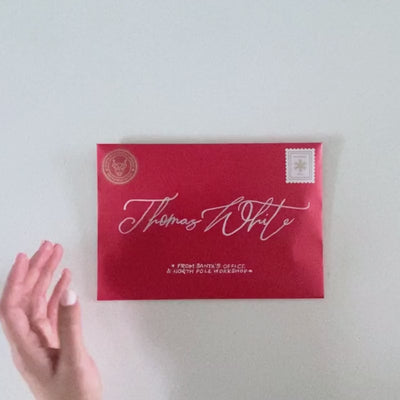 Thomas White
* FROM SANTA'S OFFICE
& NORTH POLE WORKSHOP *